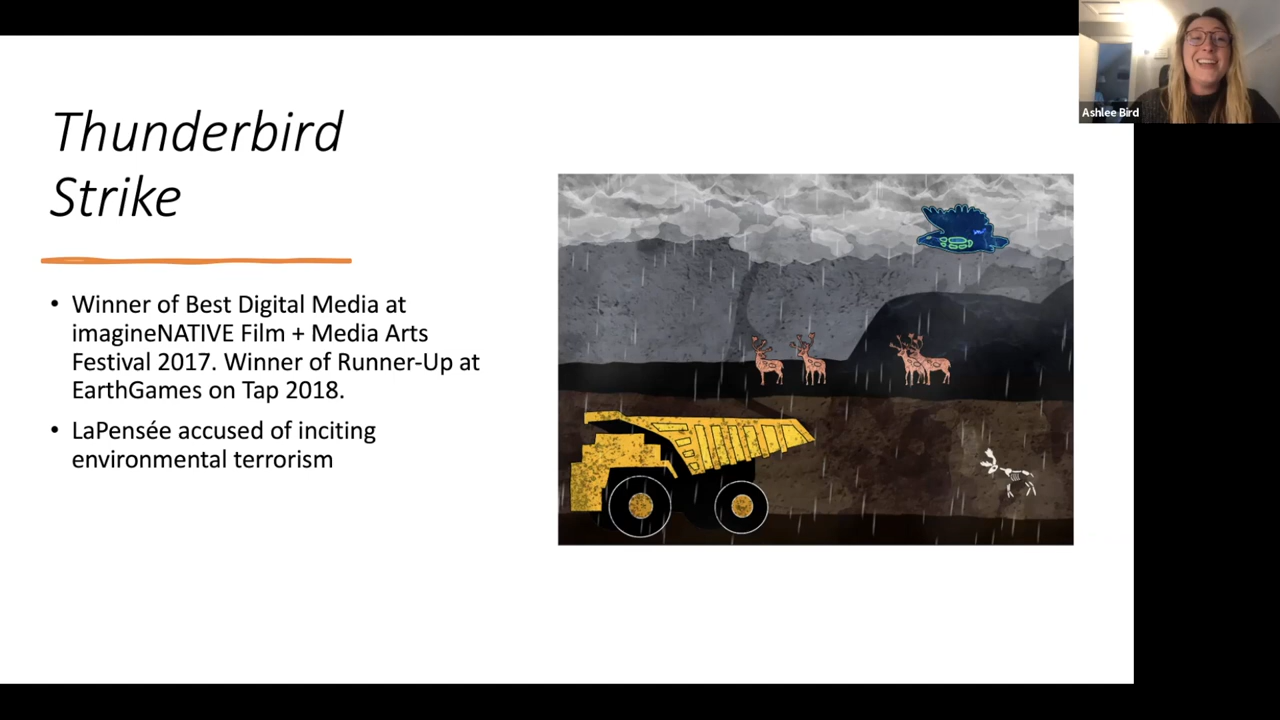 Thunderbird
Strike
• Winner of Best Digital Media at
imagineNATIVE Film + Media Arts
Festival 2017. Winner of Runner-Up at
EarthGames on Tap 2018.
• LaPensée accused of inciting
environmental terrorism
Ashlee Bird